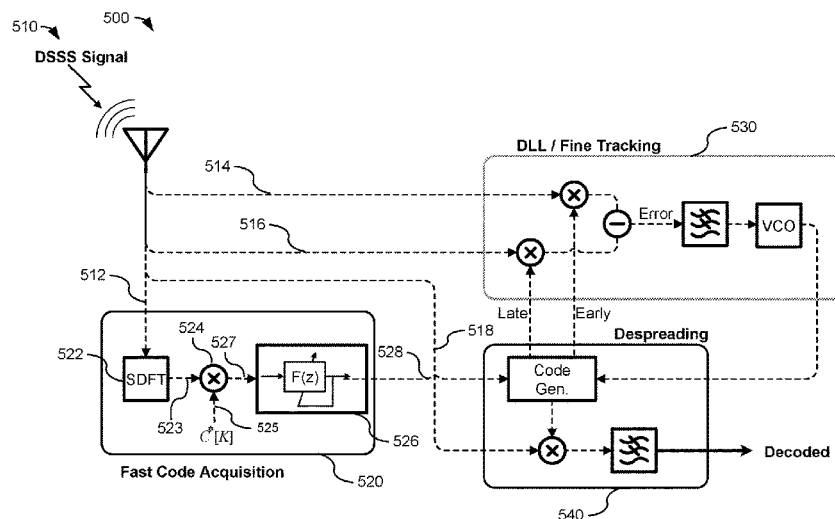 500
510
DSSS Signal
530
DLL / Fine Tracking
514
Error
VCO
516
512
Late
Early
518
Despreading
524
527
528
522
SDFT
F(z)
Code
Gen.
523
525
526
C*[K]
Decoded
Fast Code Acquisition
520
540